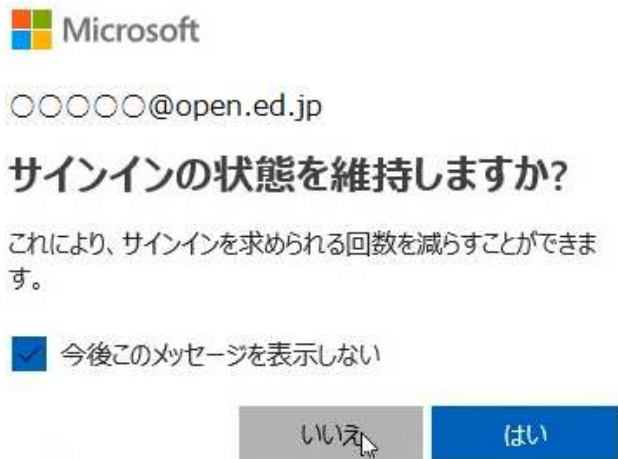 Microsoft
○○○○○@open.ed.jp
サインインの状態を維持しますか?
これにより、サインインを求められる回数を減らすことができま
す。
今後このメッセージを表示しない
いいえ
はい